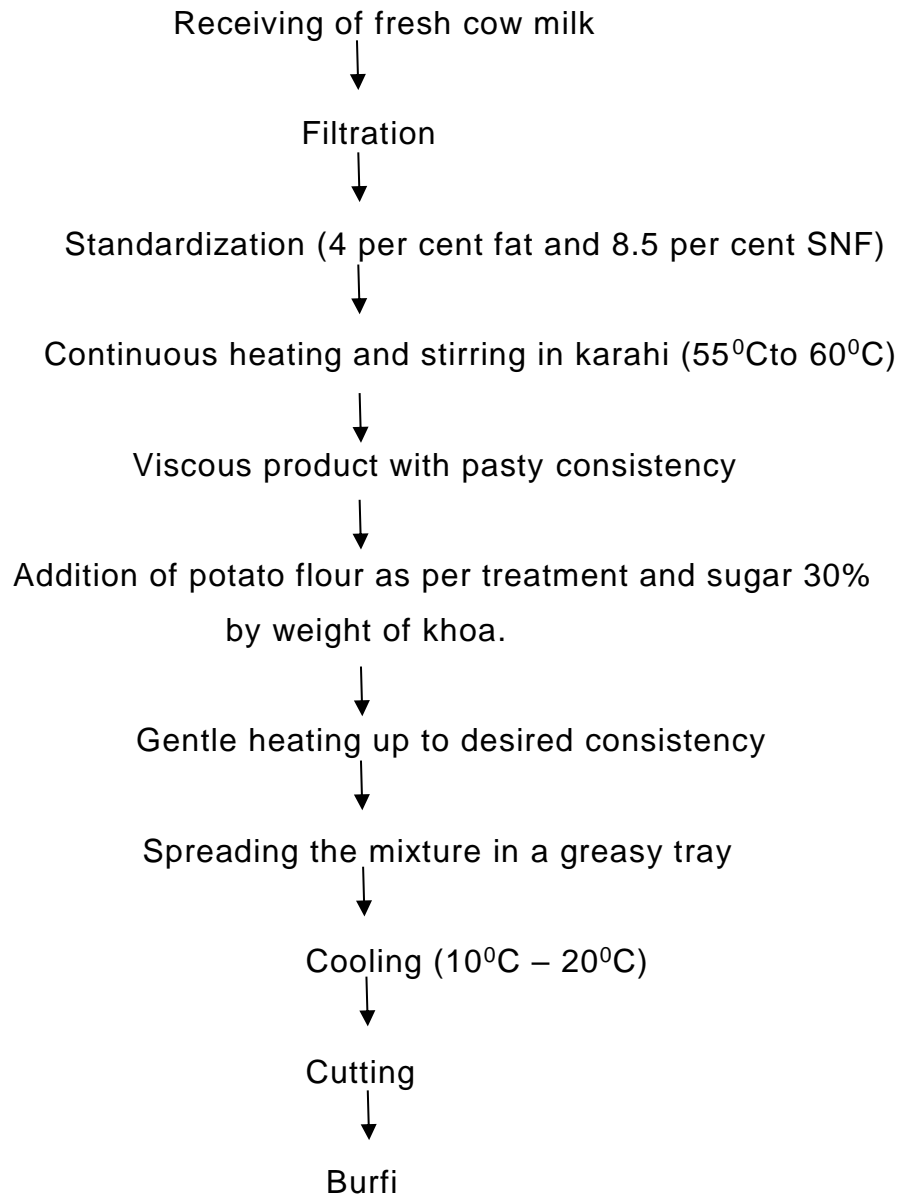 Receiving of fresh cow milk
Filtration
Standardization (4 per cent fat and 8.5 per cent SNF)
Continuous heating and stirring in karahi (55⁰Cto 60⁰C)
Viscous product with pasty consistency
Addition of potato flour as per treatment and sugar 30%
by weight of khoa.
Gentle heating up to desired consistency
Spreading the mixture in a greasy tray
Cooling (10⁰C – 20⁰C)
Cutting
Burfi